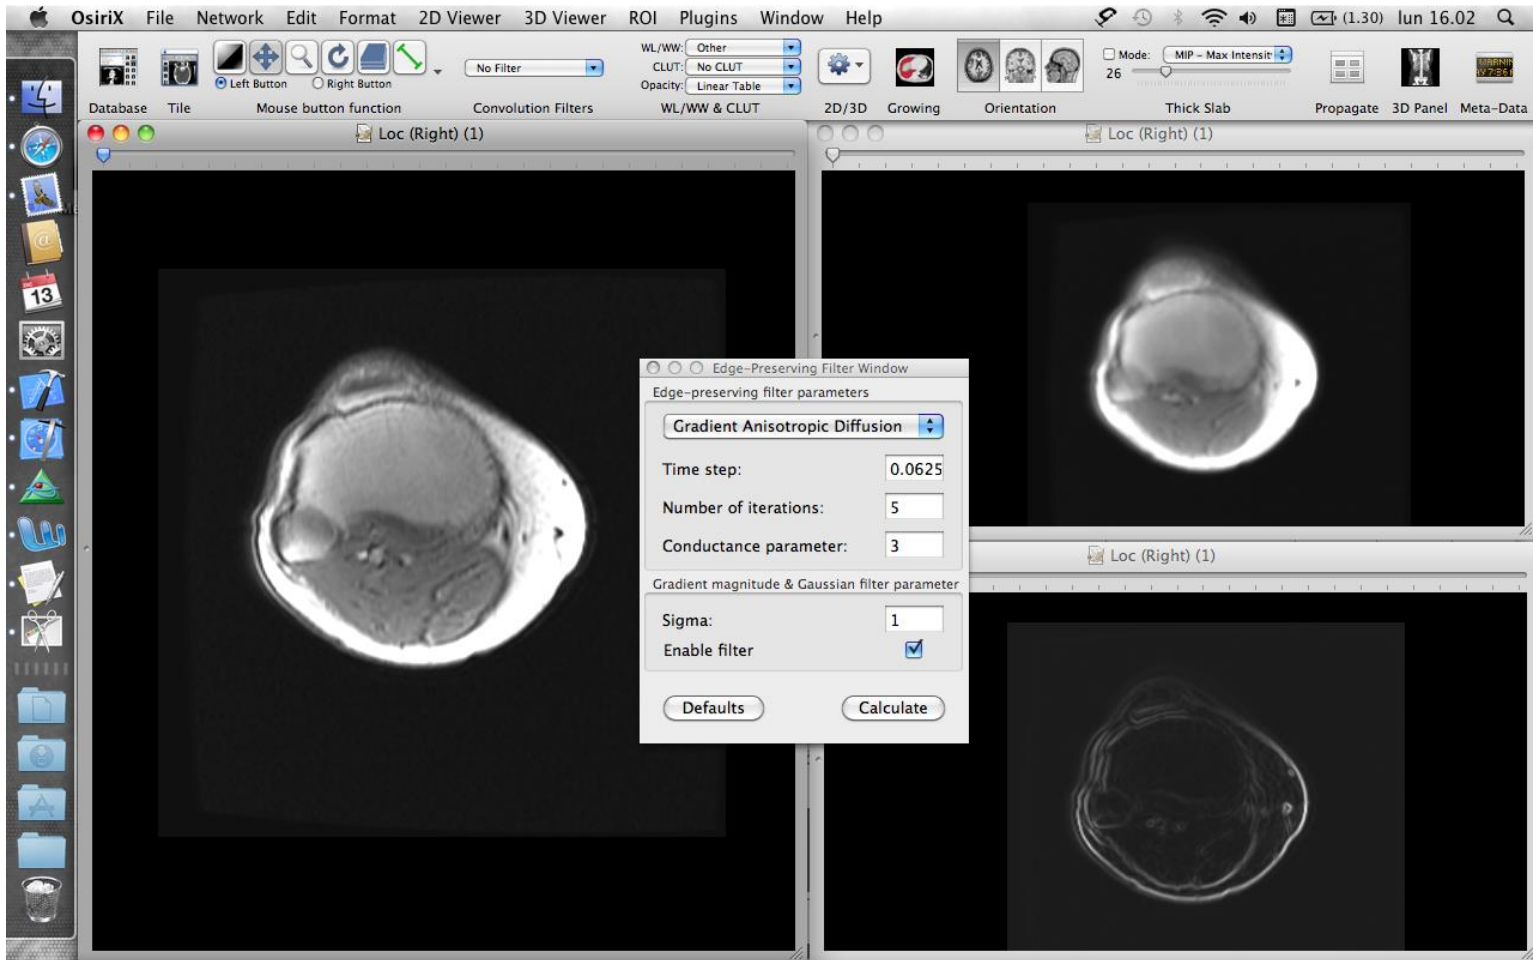 OsiriX File Network Edit Format 2D Viewer 3D Viewer ROI Plugins Window Help (1.30) lun 16.02
WL/WW: Other
CLUT: No CLUT
Opacity: Linear Table
No Filter
Left Button Right Button
Mode: MIP – Max Intensit
26
Database Tile Mouse button function Convolution Filters WL/WW & CLUT 2D/3D Growing Orientation Thick Slab Propagate 3D Panel Meta-Data
Loc (Right) (1)
Loc (Right) (1)
13
Edge-Preserving Filter Window
Edge-preserving filter parameters
Gradient Anisotropic Diffusion
Time step: 0.0625
Number of iterations: 5
Conductance parameter: 3
Gradient magnitude & Gaussian filter parameter
Sigma: 1
Enable filter
Defaults Calculate
Loc (Right) (1)